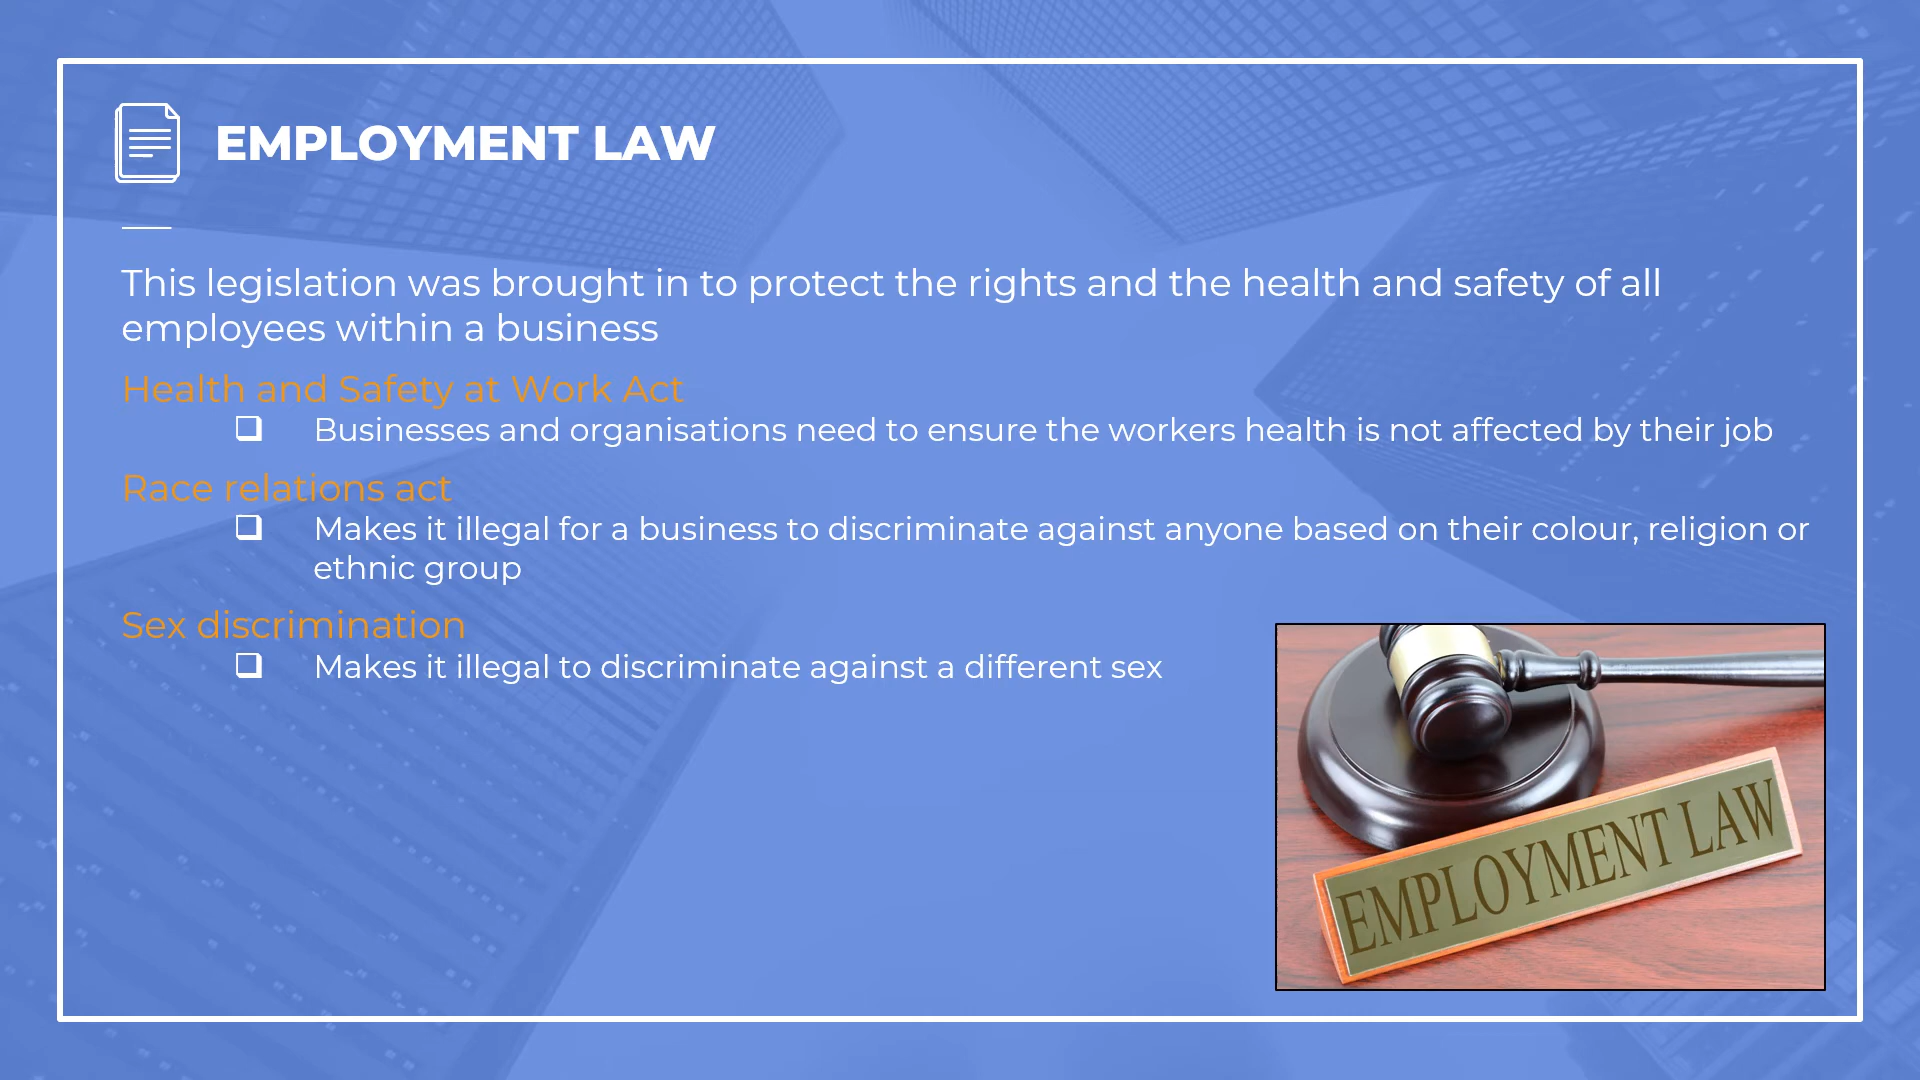 EMPLOYMENT LAW
This legislation was brought in to protect the rights and the health and safety of all
employees within a business
Health and Safety at Work Act
❑ Businesses and organisations need to ensure the workers health is not affected by their job
Race relations act
❑ Makes it illegal for a business to discriminate against anyone based on their colour, religion or
ethnic group
Sex discrimination
❑ Makes it illegal to discriminate against a different sex
EMPLOYMENT LAW